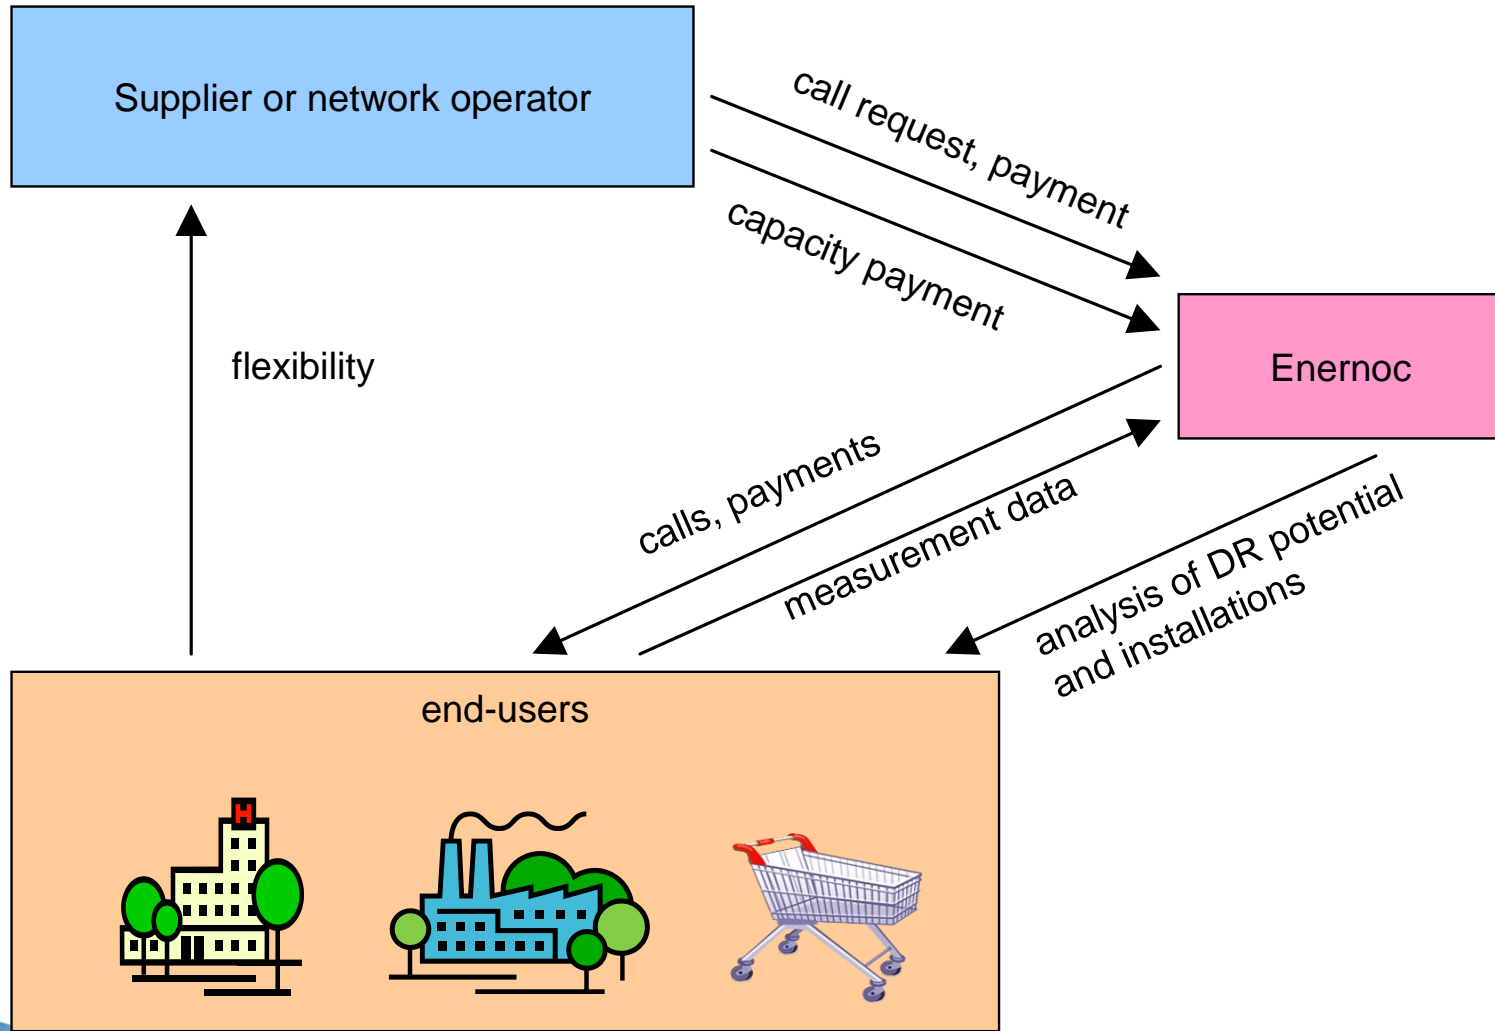 Supplier or network operator
call request, payment
capacity payment
flexibility
Enernoc
calls, payments
measurement data
analysis of DR potential
and installations
end-users
H